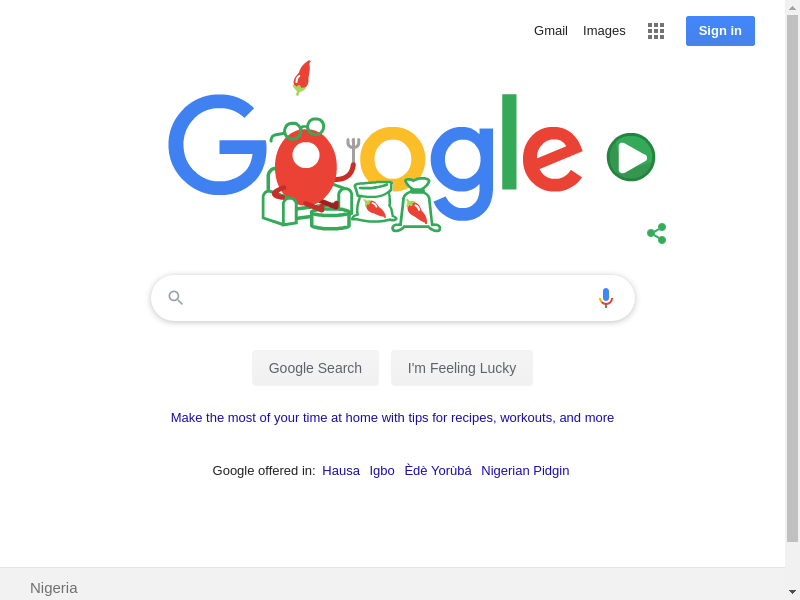 Gmail Images Sign in
Google
Google Search I'm Feeling Lucky
Make the most of your time at home with tips for recipes, workouts, and more
Google offered in: Hausa Igbo Èdè Yorùbá Nigerian Pidgin
Nigeria